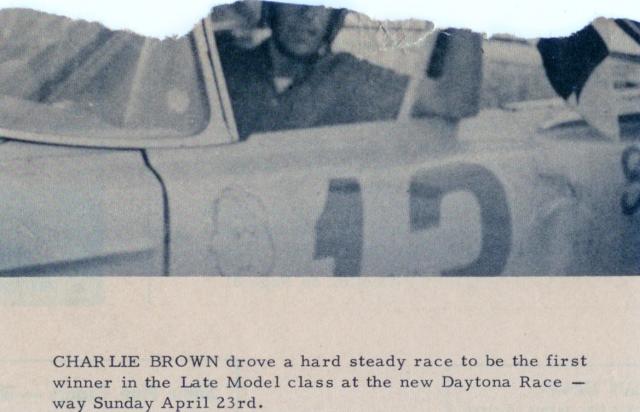 12
CHARLIE BROWN drove a hard steady race to be the first
winner in the Late Model class at the new Daytona Race —
way Sunday April 23rd.